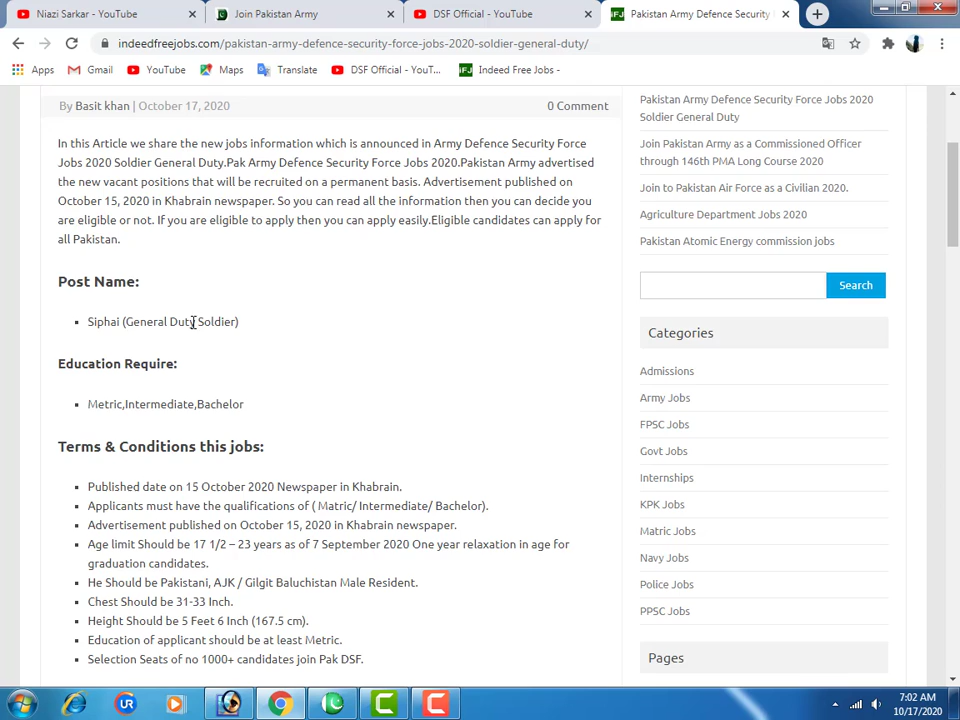 Niazi Sarkar - YouTube
Join Pakistan Army
DSF Official - YouTube
Pakistan Army Defence Security
indeedfreejobs.com/pakistan-army-defence-security-force-jobs-2020-soldier-general-duty/
Apps
Gmail
YouTube
Maps
Translate
DSF Official - YouT...
Indeed Free Jobs -
By Basit khan | October 17, 2020
0 Comment
In this Article we share the new jobs information which is announced in Army Defence Security Force
Jobs 2020 Soldier General Duty.Pak Army Defence Security Force Jobs 2020.Pakistan Army advertised
the new vacant positions that will be recruited on a permanent basis. Advertisement published on
October 15, 2020 in Khabrain newspaper. So you can read all the information then you can decide you
are eligible or not. If you are eligible to apply then you can apply easily.Eligible candidates can apply for
all Pakistan.
Post Name:
Siphai (General Duty Soldier)
Education Require:
Metric,Intermediate,Bachelor
Terms & Conditions this jobs:
Published date on 15 October 2020 Newspaper in Khabrain.
Applicants must have the qualifications of ( Matric/ Intermediate/ Bachelor).
Advertisement published on October 15, 2020 in Khabrain newspaper.
Age limit Should be 17 1/2 – 23 years as of 7 September 2020 One year relaxation in age for
graduation candidates.
He Should be Pakistani, AJK / Gilgit Baluchistan Male Resident.
Chest Should be 31-33 Inch.
Height Should be 5 Feet 6 Inch (167.5 cm).
Education of applicant should be at least Metric.
Selection Seats of no 1000+ candidates join Pak DSF.
Pakistan Army Defence Security Force Jobs 2020
Soldier General Duty
Join Pakistan Army as a Commissioned Officer
through 146th PMA Long Course 2020
Join to Pakistan Air Force as a Civilian 2020.
Agriculture Department Jobs 2020
Pakistan Atomic Energy commission jobs
Search
Categories
Admissions
Army Jobs
FPSC Jobs
Govt Jobs
Internships
KPK Jobs
Matric Jobs
Navy Jobs
Police Jobs
PPSC Jobs
Pages
IFJ
IFJ
UR
C
C
7:02 AM
10/17/2020